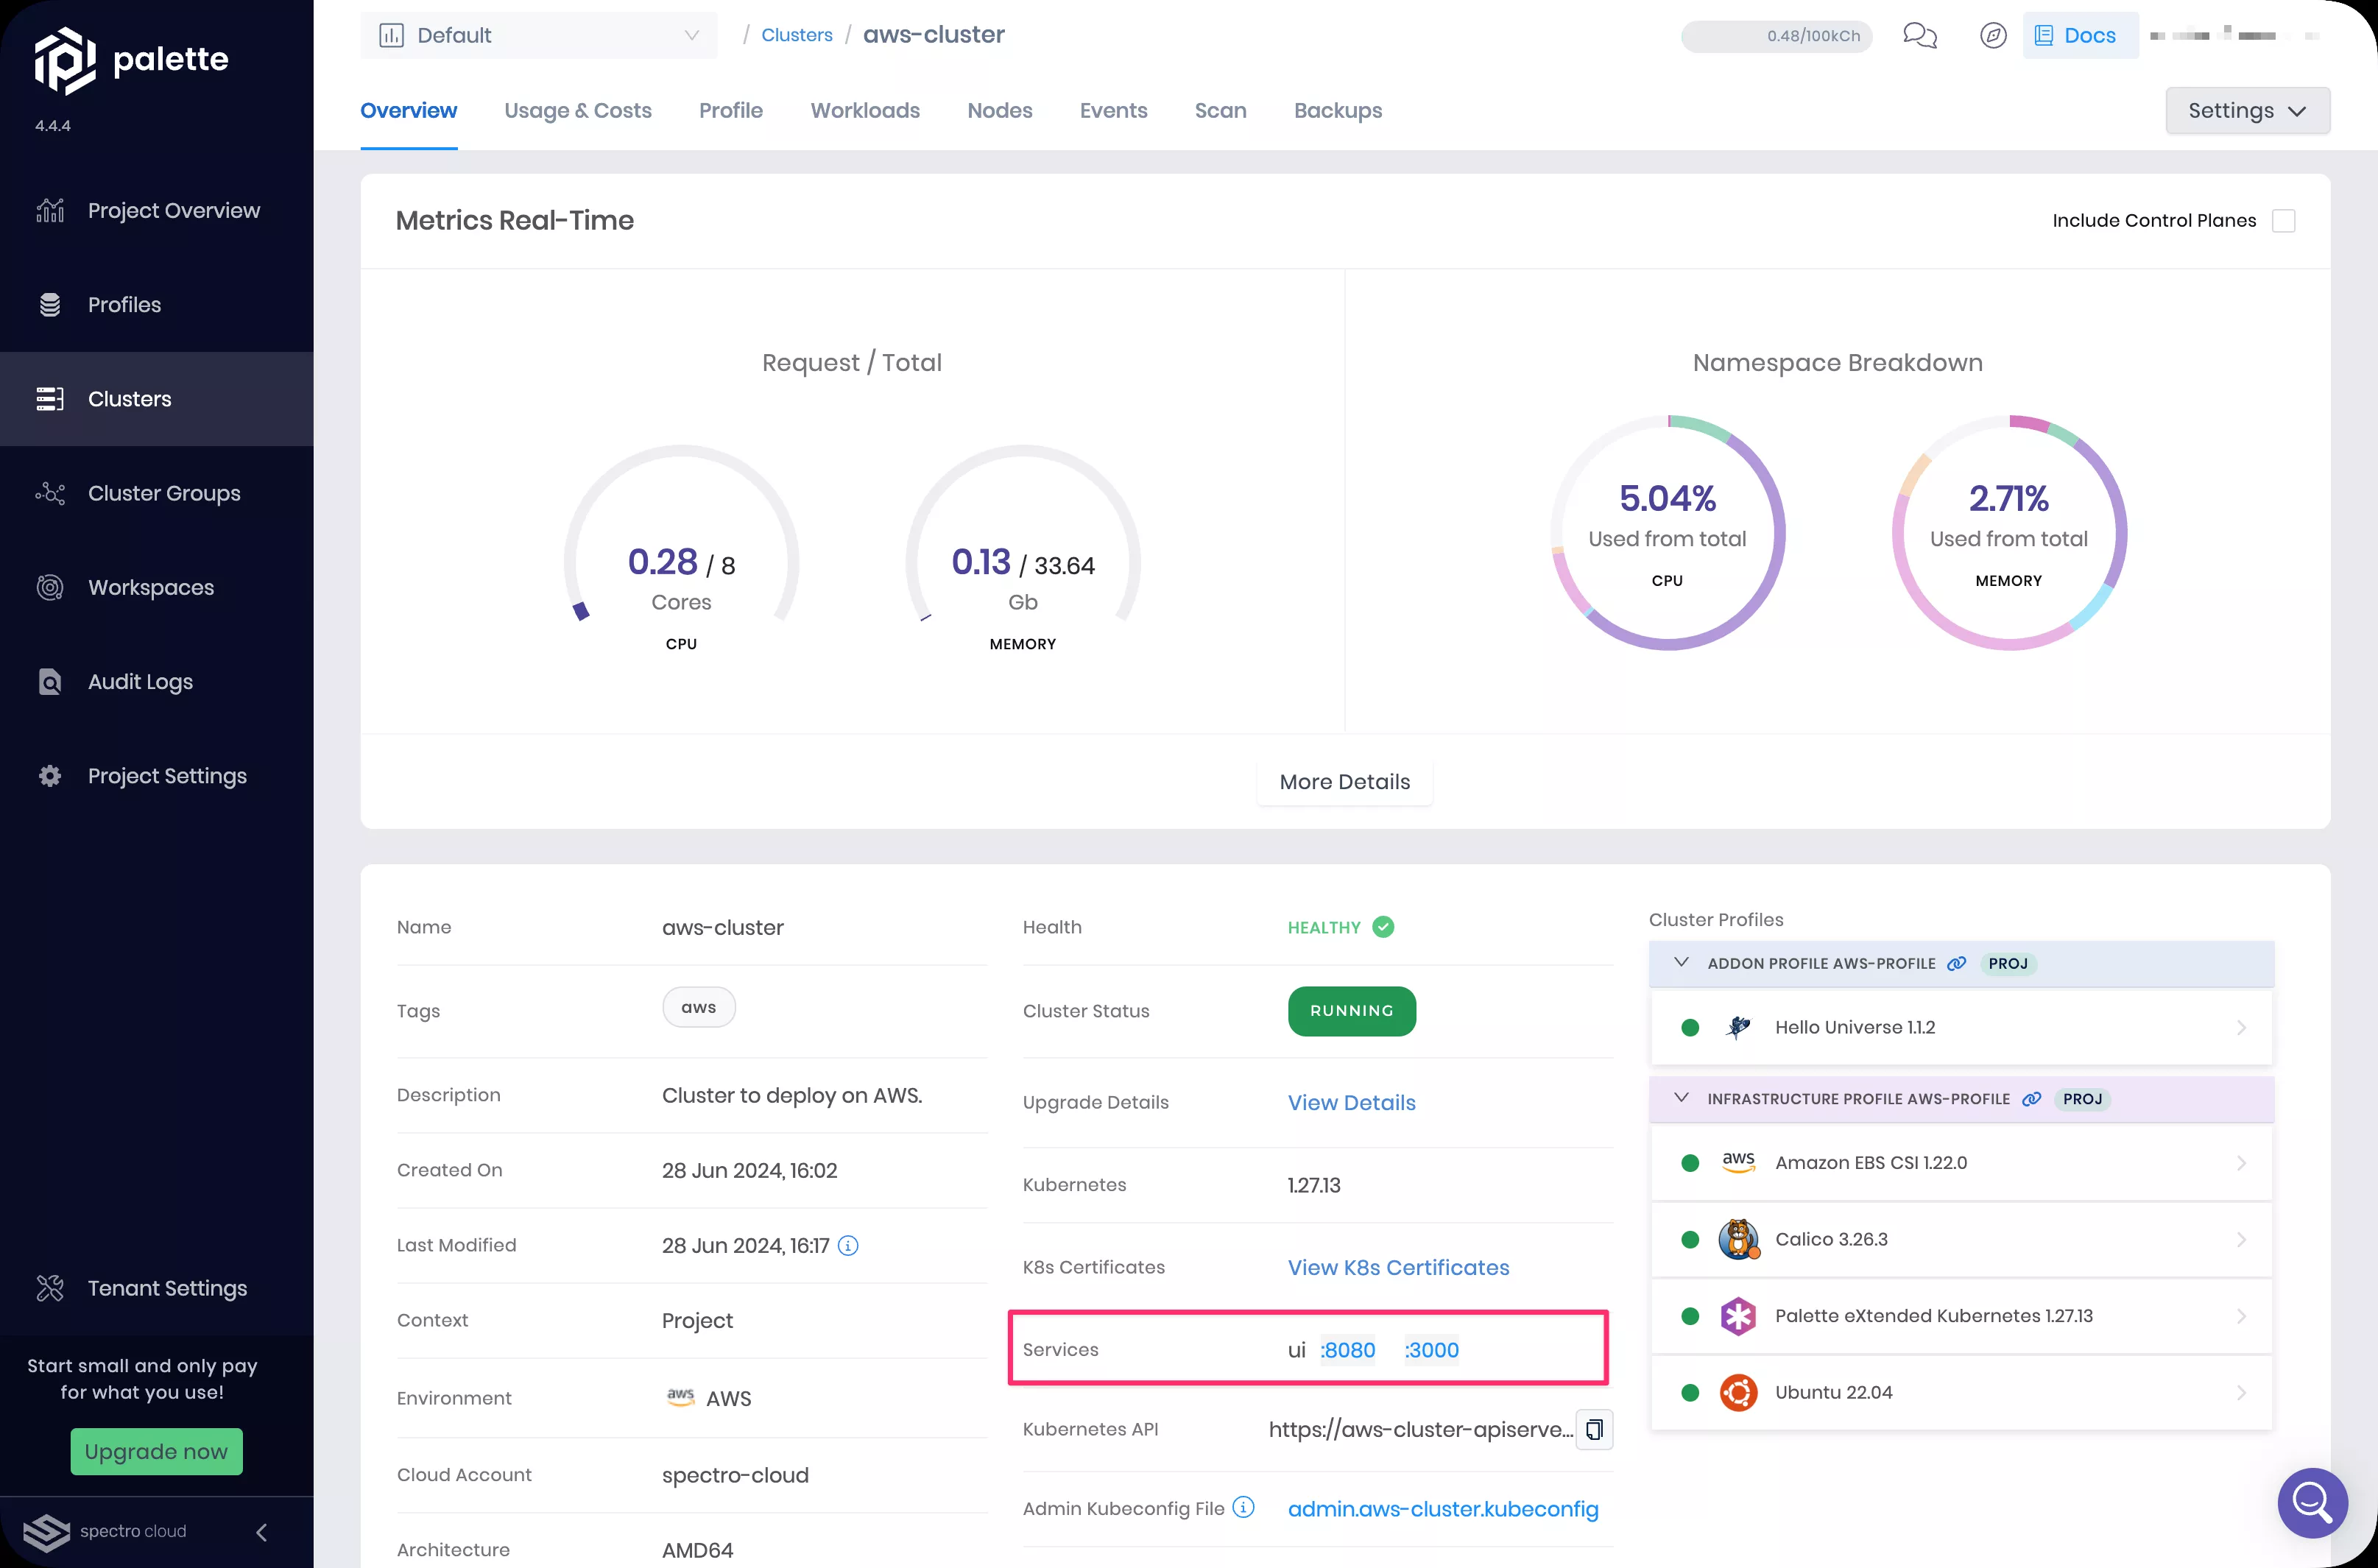 palette
4.4.4
Project Overview
Profiles
Clusters
Cluster Groups
Workspaces
Audit Logs
Project Settings
Tenant Settings
Start small and only pay
for what you use!
Upgrade now
spectro cloud
Default / Clusters / aws-cluster
0.48/100kCh
Docs
Overview Usage & Costs Profile Workloads Nodes Events Scan Backups
Settings
Metrics Real-Time
Include Control Planes
Request / Total
0.28 / 8
Cores
CPU
0.13 / 33.64
Gb
MEMORY
Namespace Breakdown
5.04%
Used from total
CPU
2.71%
Used from total
MEMORY
More Details
Name aws-cluster
Tags aws
Description Cluster to deploy on AWS.
Created On 28 Jun 2024, 16:02
Last Modified 28 Jun 2024, 16:17
Context Project
Environment aws AWS
Cloud Account spectro-cloud
Architecture AMD64
Health HEALTHY
Cluster Status RUNNING
Upgrade Details View Details
Kubernetes 1.27.13
K8s Certificates View K8s Certificates
Services ui :8080 :3000
Kubernetes API https://aws-cluster-apiserve...
Admin Kubeconfig File admin.aws-cluster.kubeconfig
Cluster Profiles
ADDON PROFILE AWS-PROFILE PROJ
Hello Universe 1.1.2
INFRASTRUCTURE PROFILE AWS-PROFILE PROJ
aws Amazon EBS CSI 1.22.0
Calico 3.26.3
Palette eXtended Kubernetes 1.27.13
Ubuntu 22.04